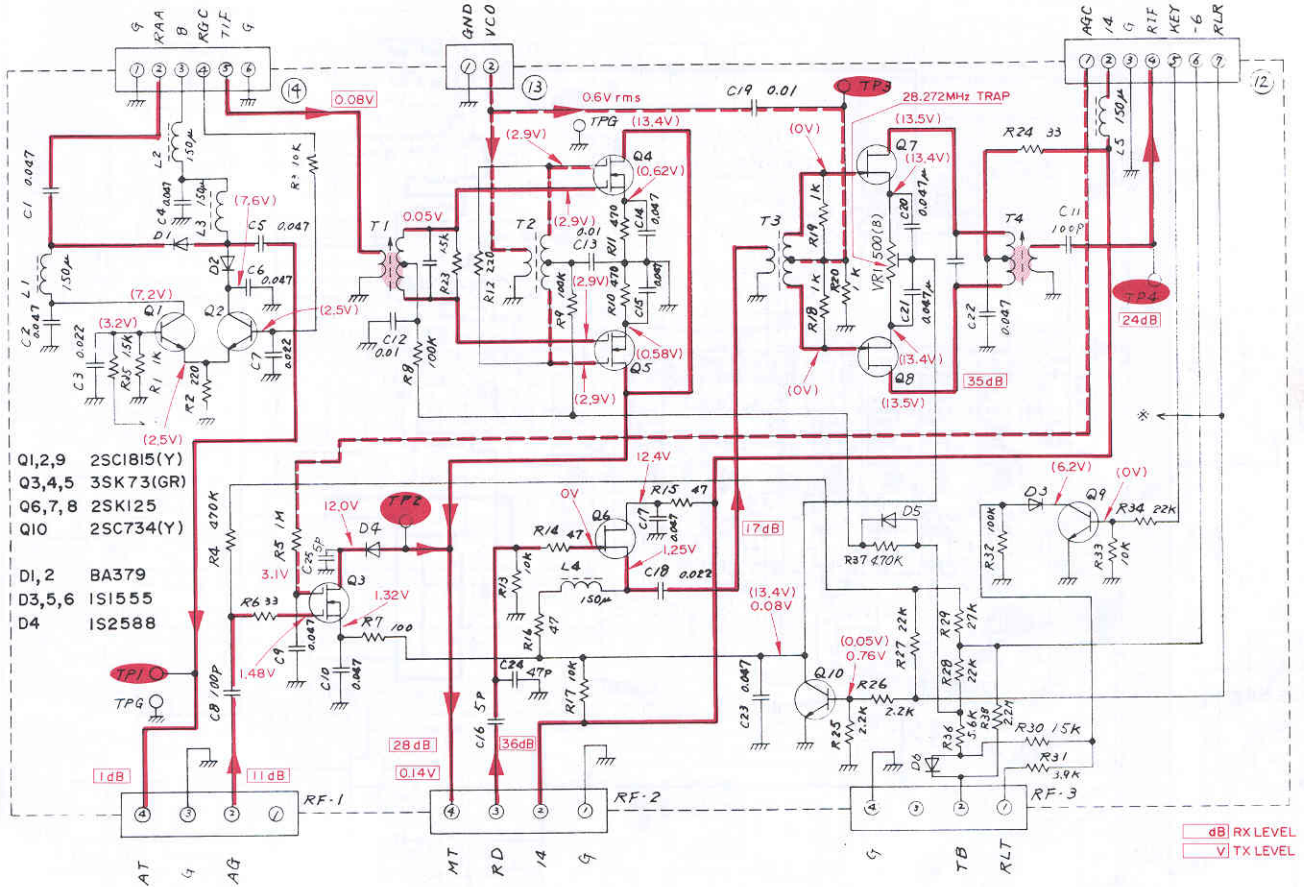 G RAA B RGC TIF G
1 2 3 4 5 6
14
GND VCO
1 2
13
AGC 14 G RIF KEY -6 RLR
1 2 3 4 5 6 7
12
0.08V
0.6V rms
C19 0.01
TP3
28.272MHz TRAP
TPG
(2.9V)
(13.4V)
(0V)
(13.5V)
R24 33
150μ
L5
C1 0.047
150μ
L2
C4 0.047
150μ
L3
(7.6V)
C5 0.047
R3 10K
D1
D2
C6 0.047
L1
150μ
C2 0.047
(7.2V)
Q1
Q2
(2.5V)
(3.2V)
C3 0.022
R35 1.5K
R1 1K
R2 220
C7 0.022
(2.5V)
T1
0.05V
R23 15K
C12 0.01
R8 100K
R12 220
T2
0.01
C13
R9 100K
(2.9V)
(2.9V)
(2.9V)
Q4
(0.62V)
R11 470
C14 0.047
R10 470
C15 0.047
(0.58V)
Q5
T3
1K
R19
1K
R18
R20 1K
(0V)
Q7
(13.4V)
C20 0.047μ
VR1 500(B)
C21 0.047μ
(13.4V)
Q8
(13.5V)
35dB
T4
C22 0.047
C11 100P
TP4
24dB
※
Q1,2,9 2SC1815(Y)
Q3,4,5 3SK73(GR)
Q6,7,8 2SK125
Q10 2SC734(Y)
D1,2 BA379
D3,5,6 1S1555
D4 1S2588
R4 470K
R5 1M
3.1V
12.0V
C25 5P
D4
TP2
Q3
R6 33
1.48V
C9 0.047
1.32V
R7 100
C10 0.047
C8 100P
TP1
TPG
1dB
11dB
12.4V
Q6
0V
R14 47
R15 47
C17 0.047
1.25V
R13 10K
L4
150μ
C18 0.022
17dB
R16 47
C24
47P
R17 10K
C16 5P
28dB
0.14V
36dB
(13.4V)
0.08V
C23 0.047
Q10
(0.05V)
0.76V
R26
2.2K
R25 2.2K
R27 22K
D5
R37 470K
R29 27K
R28 22K
R36 5.6K
R38 2.2K
D6
R30 15K
R31
3.9K
(6.2V)
(0V)
D3
Q9
R32 100K
R34 22K
R33 10K
4 3 2 1
RF-1
4 3 2 1
RF-2
4 3 2 1
RF-3
AT G AG
MT RD 14 G
G TB RLT
dB RX LEVEL
V TX LEVEL